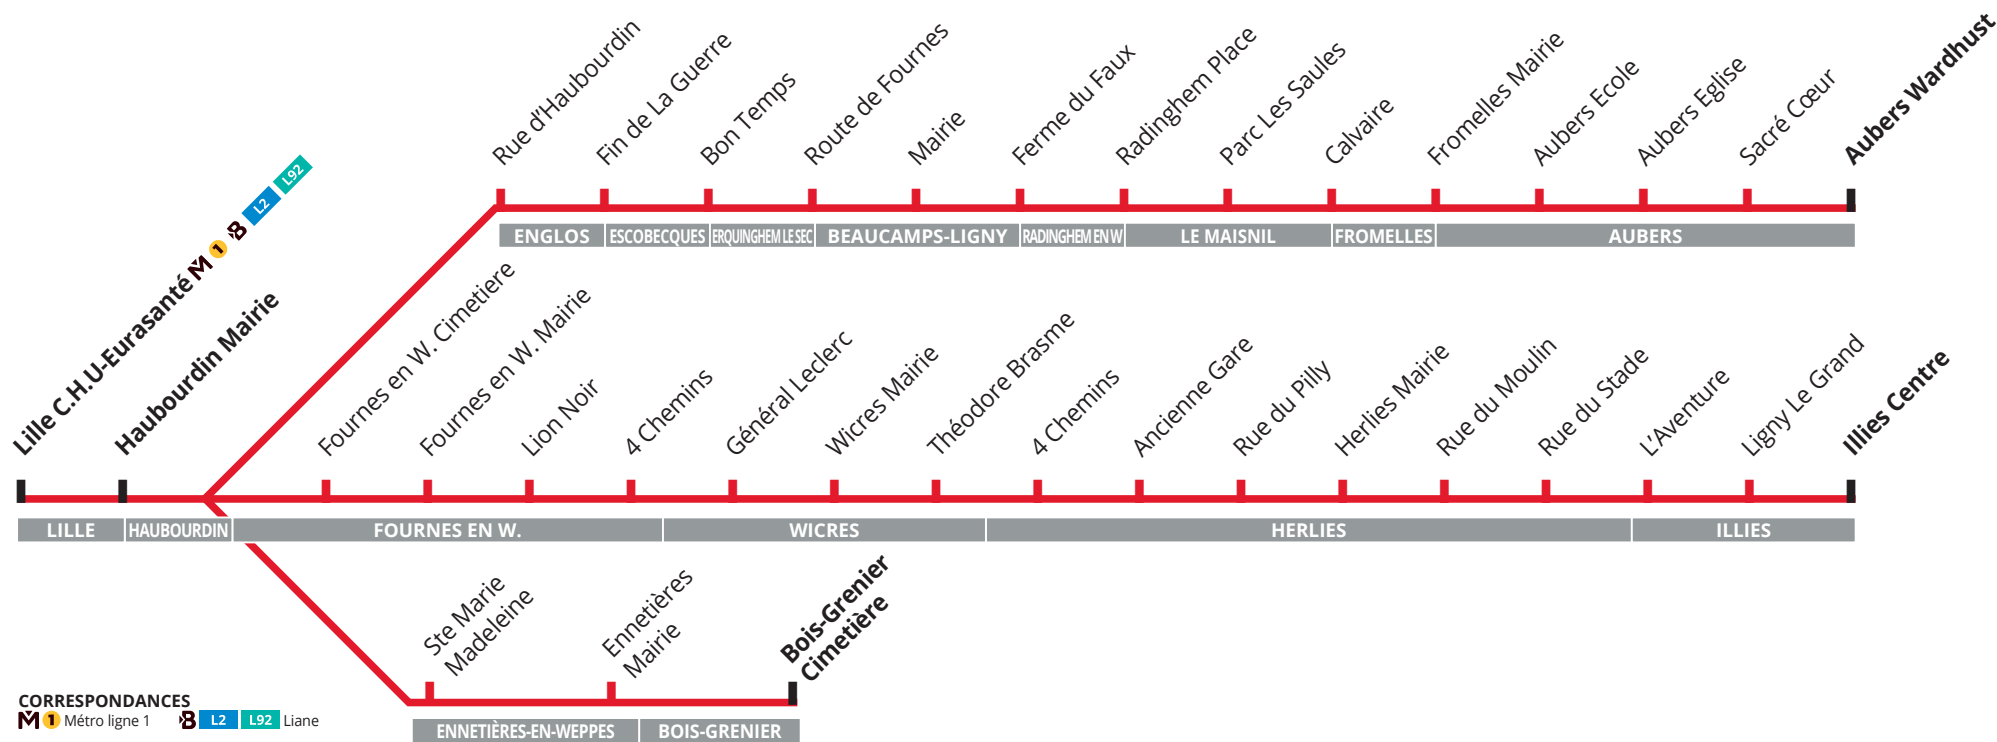 Rue d'Haubourdin
Fin de La Guerre
Bon Temps
Route de Fournes
Mairie
Ferme du Faux
Radinghem Place
Parc Les Saules
Calvaire
Fromelles Mairie
Aubers Ecole
Aubers Eglise
Sacré Cœur
Aubers Wardhust
ENGLOS
ESCOBECQUES
ERQUINGHEM LE SEC
BEAUCAMPS-LIGNY
RADINGHEM EN W
LE MAISNIL
FROMELLES
AUBERS
Lille C.H.U-Eurasanté M 1 B L2 L92
Haubourdin Mairie
Fournes en W. Cimetiere
Fournes en W. Mairie
Lion Noir
4 Chemins
Général Leclerc
Wicres Mairie
Théodore Brasme
4 Chemins
Ancienne Gare
Rue du Pilly
Herlies Mairie
Rue du Moulin
Rue du Stade
L'Aventure
Ligny Le Grand
Illies Centre
LILLE
HAUBOURDIN
FOURNES EN W.
WICRES
HERLIES
ILLIES
Ste Marie
Madeleine
Ennetières
Mairie
Bois-Grenier
Cimetière
ENNETIÈRES-EN-WEPPES
BOIS-GRENIER
CORRESPONDANCES
M 1 Métro ligne 1 B L2 L92 Liane